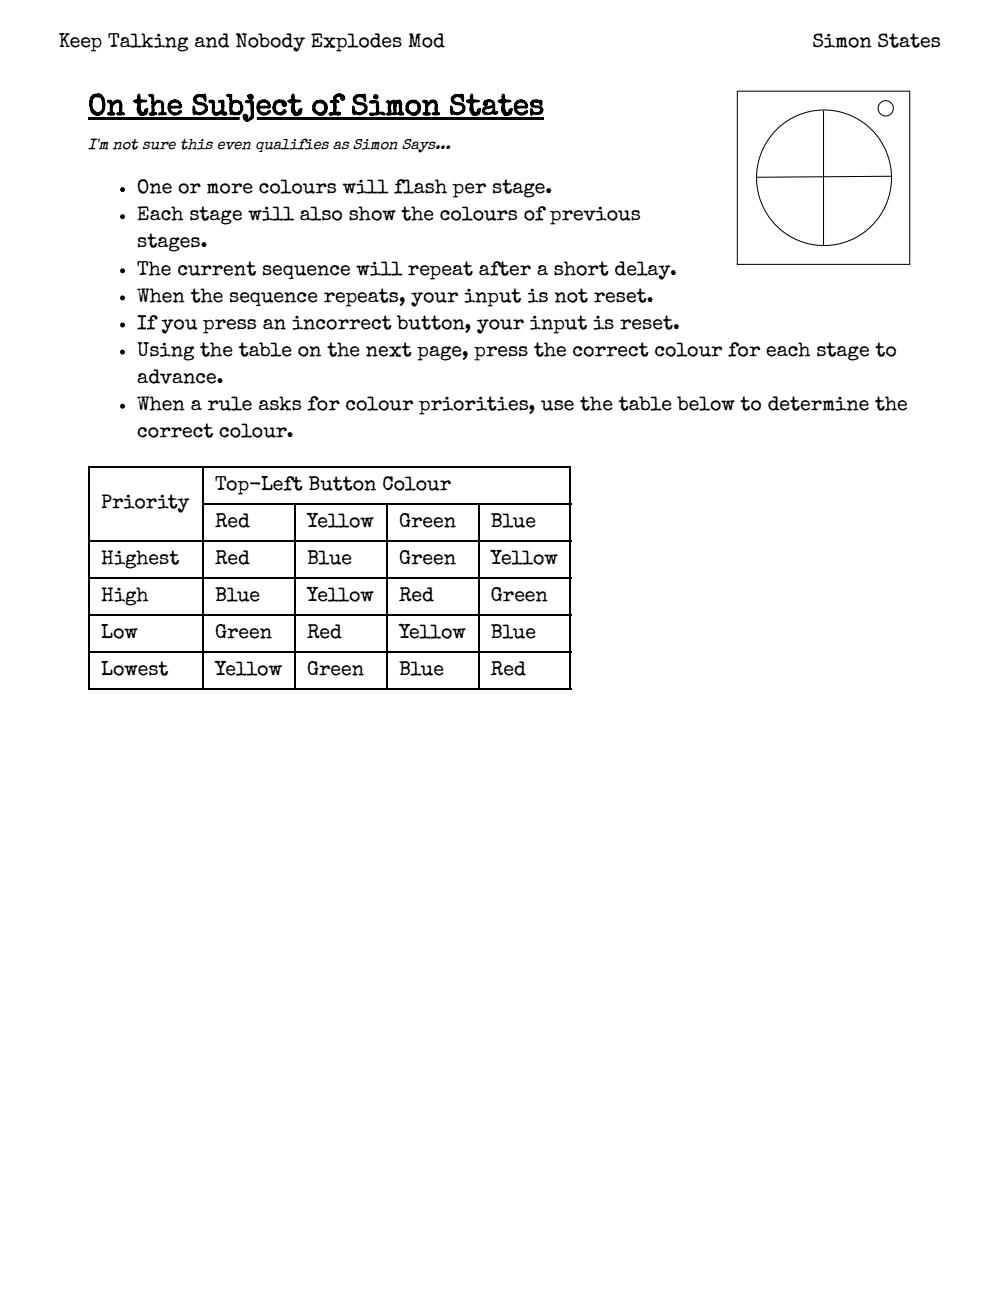 Keep Talking and Nobody Explodes Mod Simon States
On the Subject of Simon States
I'm not sure this even qualifies as Simon Says...
• One or more colours will flash per stage.
• Each stage will also show the colours of previous
stages.
• The current sequence will repeat after a short delay.
• When the sequence repeats, your input is not reset.
• If you press an incorrect button, your input is reset.
• Using the table on the next page, press the correct colour for each stage to
advance.
• When a rule asks for colour priorities, use the table below to determine the
correct colour.
Priority Top-Left Button Colour
Red Yellow Green Blue
Highest Red Blue Green Yellow
High Blue Yellow Red Green
Low Green Red Yellow Blue
Lowest Yellow Green Blue Red